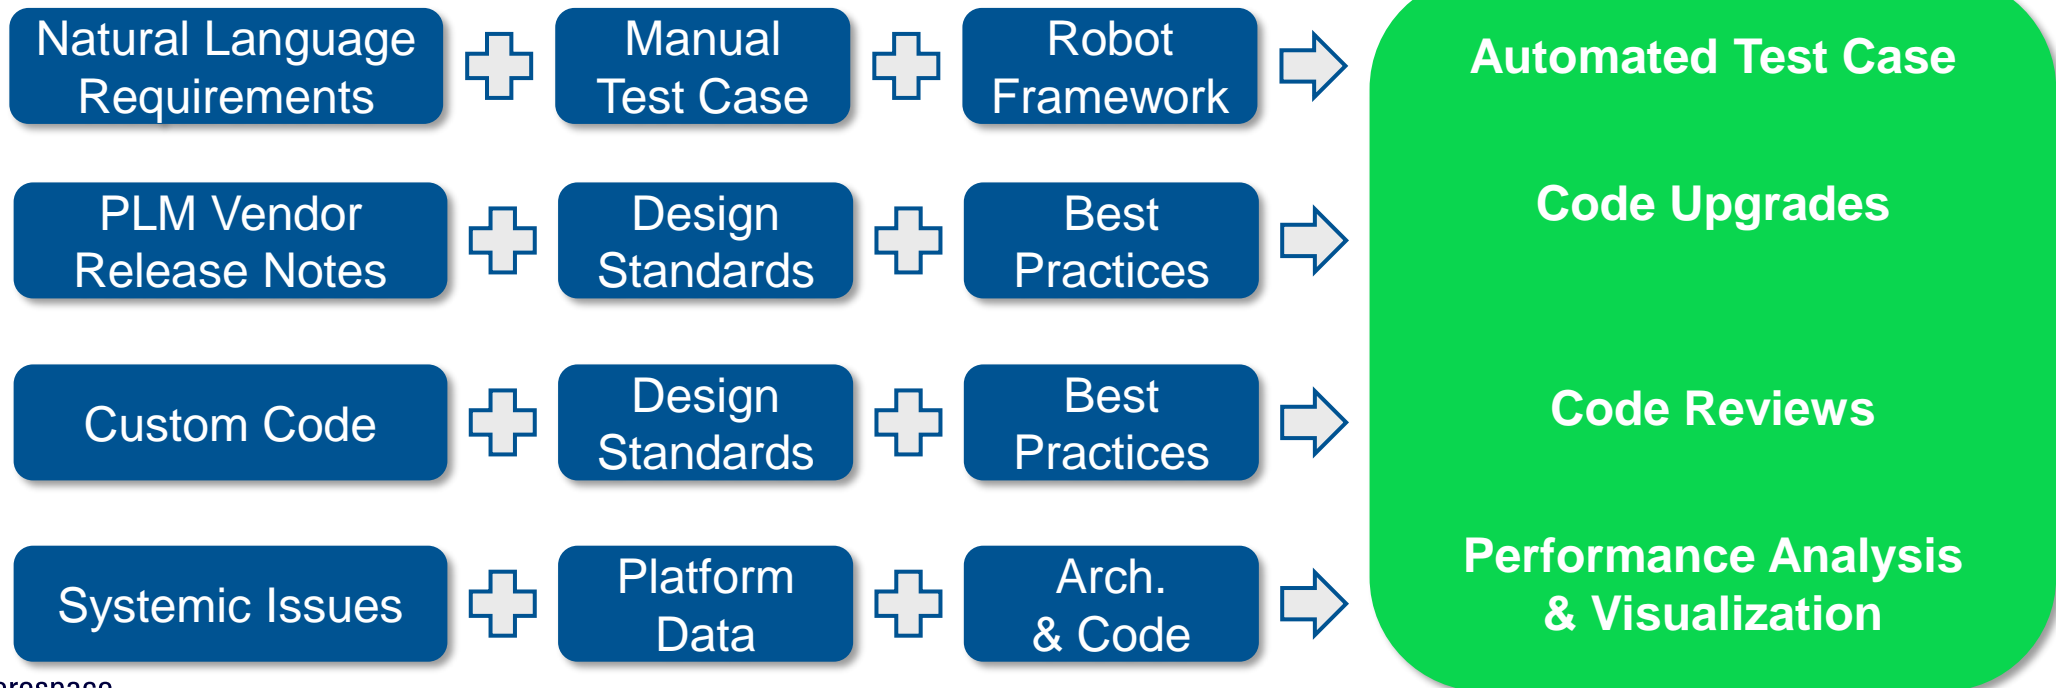 Natural Language
Requirements
Manual
Test Case
Robot
Framework
Automated Test Case
PLM Vendor
Release Notes
Design
Standards
Best
Practices
Code Upgrades
Custom Code
Design
Standards
Best
Practices
Code Reviews
Systemic Issues
Platform
Data
Arch.
& Code
Performance Analysis
& Visualization